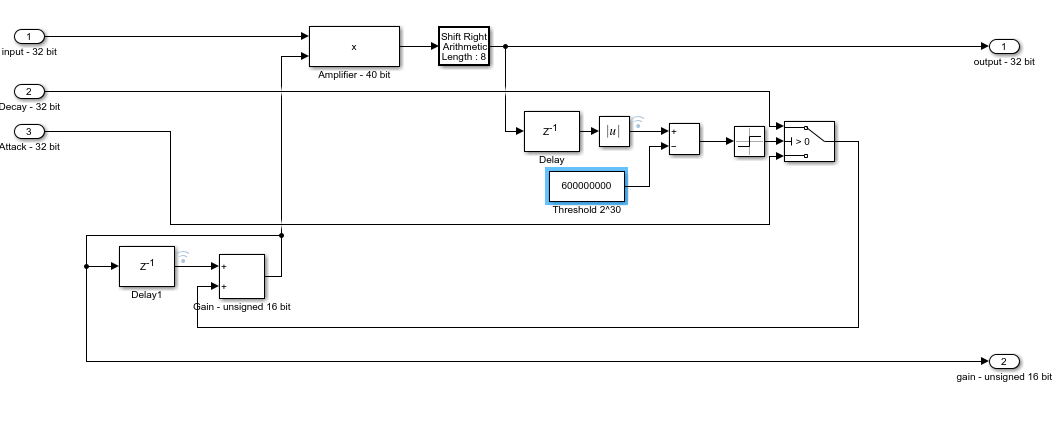 1
input - 32 bit
2
Decay - 32 bit
3
Attack - 32 bit
x
Amplifier - 40 bit
Shift Right
Arithmetic
Length : 8
1
output - 32 bit
Z-1
Delay
|u|
+
−
600000000
Threshold 2^30
> 0
Z-1
Delay1
+
+
Gain - unsigned 16 bit
2
gain - unsigned 16 bit